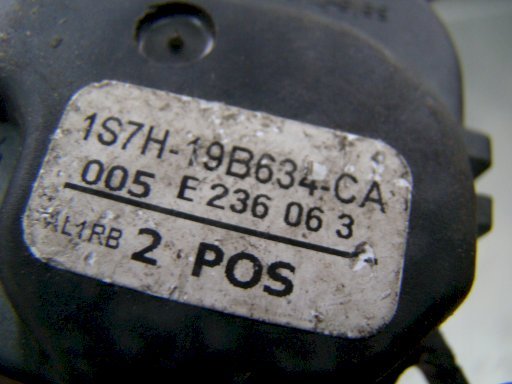 1S7H-19B634-CA
005 E 236 06 3
AL1RB 2 POS